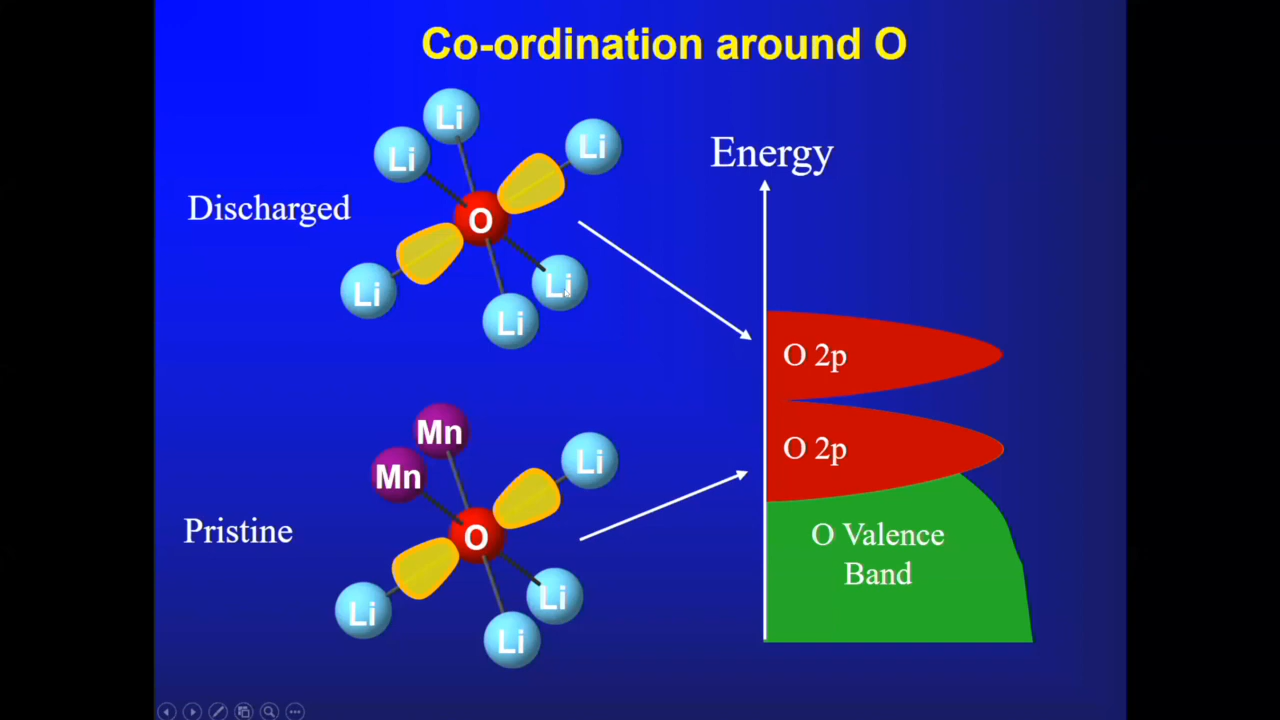 Co-ordination around O
Li
Li
Li
Discharged
O
Li
Li
Li
Energy
O 2p
O 2p
O Valence
Band
Mn
Mn
Li
Pristine
O
Li
Li
Li